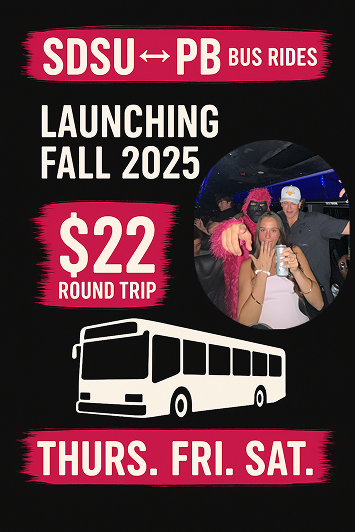 SDSU↔PB BUS RIDES
LAUNCHING
FALL 2025
$22
ROUND TRIP
THURS. FRI. SAT.